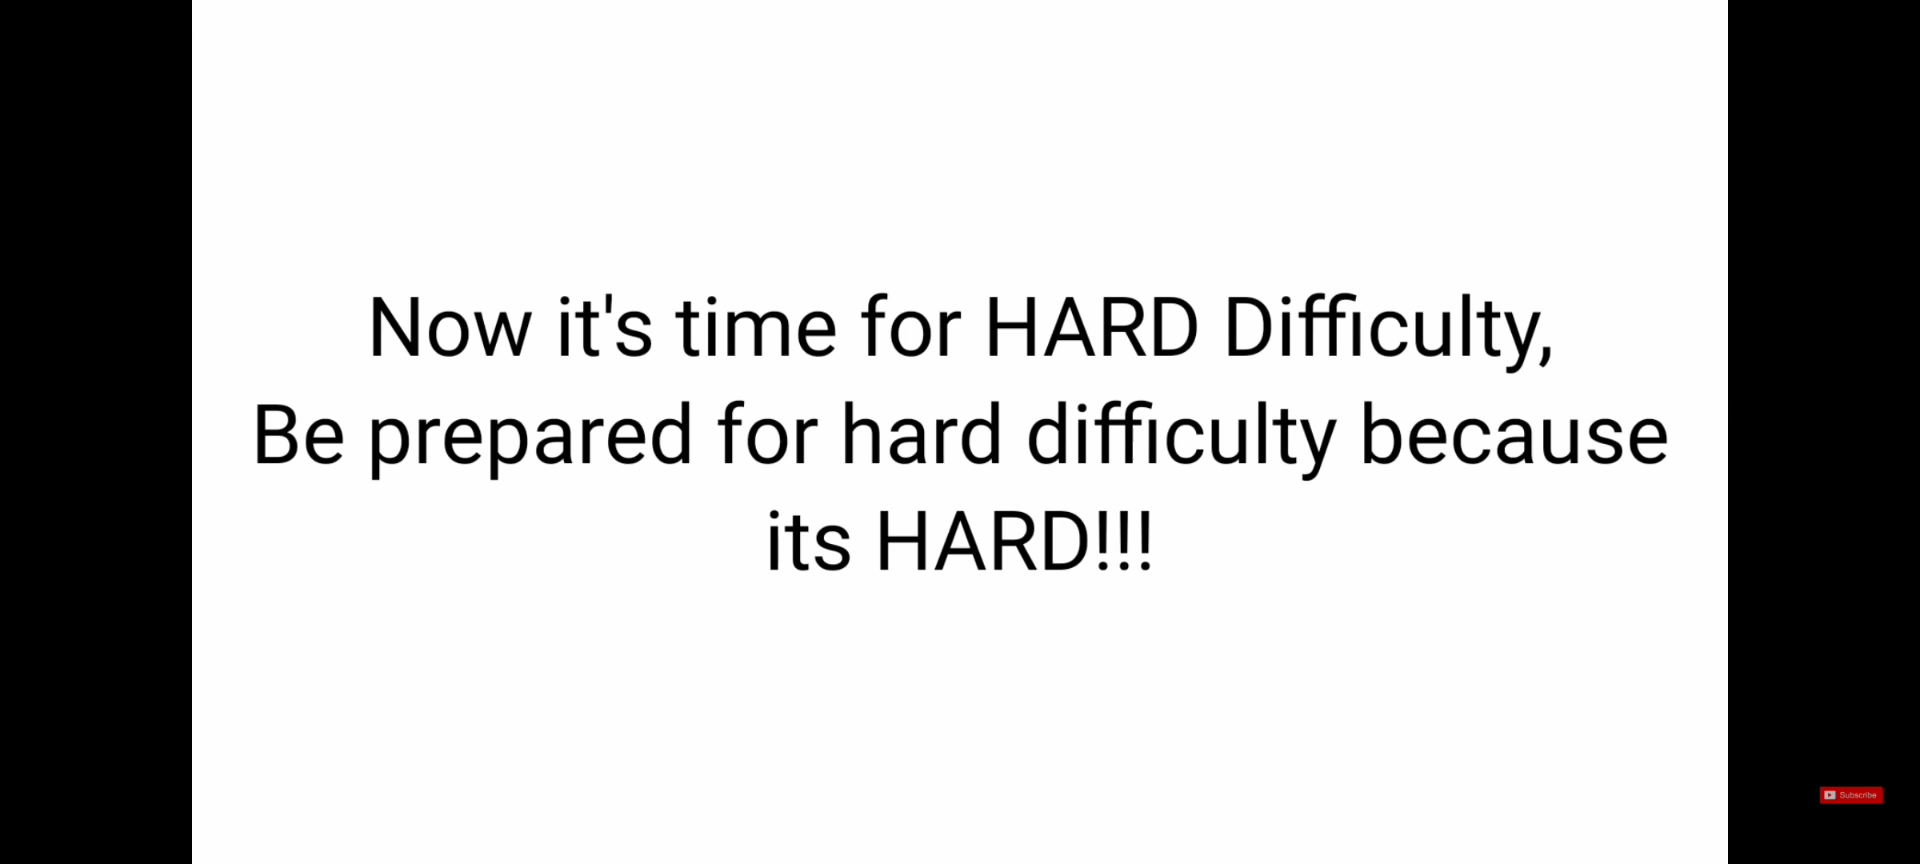 Now it's time for HARD Difficulty,
Be prepared for hard difficulty because
its HARD!!!
Subscribe